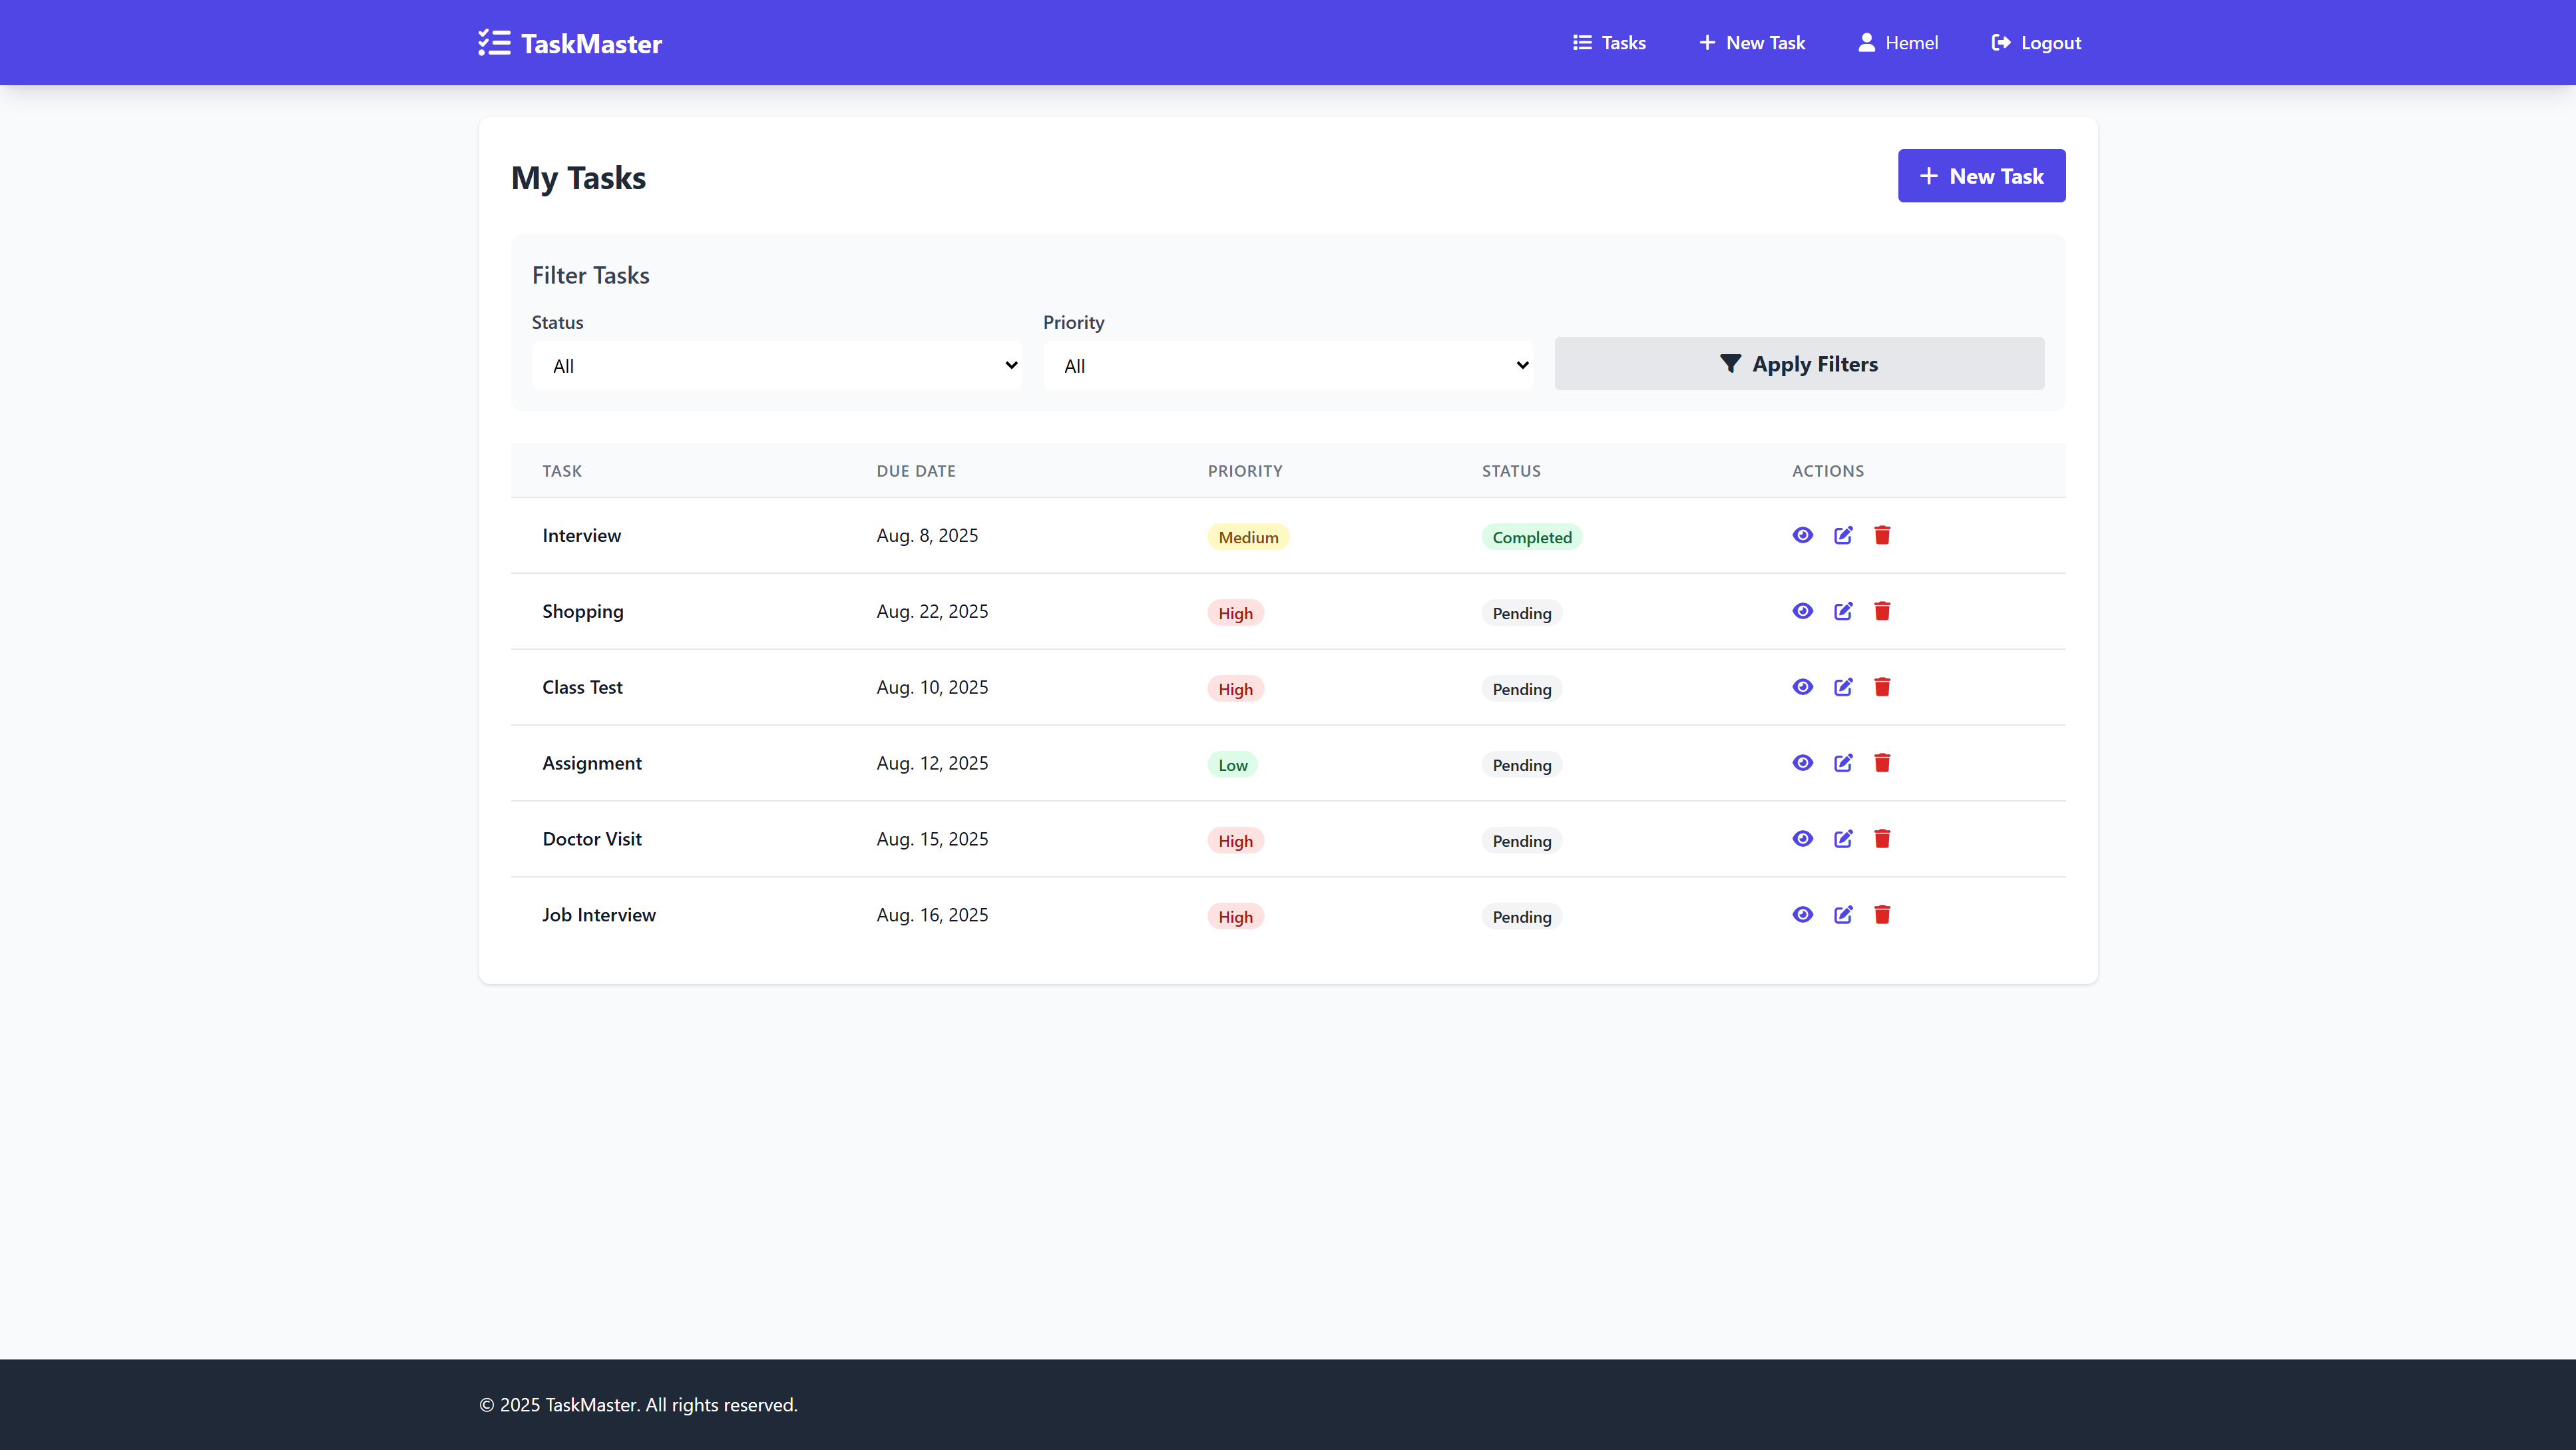 TaskMaster
Tasks New Task Hemel Logout
My Tasks
New Task
Filter Tasks
Status Priority
All All Apply Filters
TASK DUE DATE PRIORITY STATUS ACTIONS
Interview Aug. 8, 2025 Medium Completed
Shopping Aug. 22, 2025 High Pending
Class Test Aug. 10, 2025 High Pending
Assignment Aug. 12, 2025 Low Pending
Doctor Visit Aug. 15, 2025 High Pending
Job Interview Aug. 16, 2025 High Pending
© 2025 TaskMaster. All rights reserved.